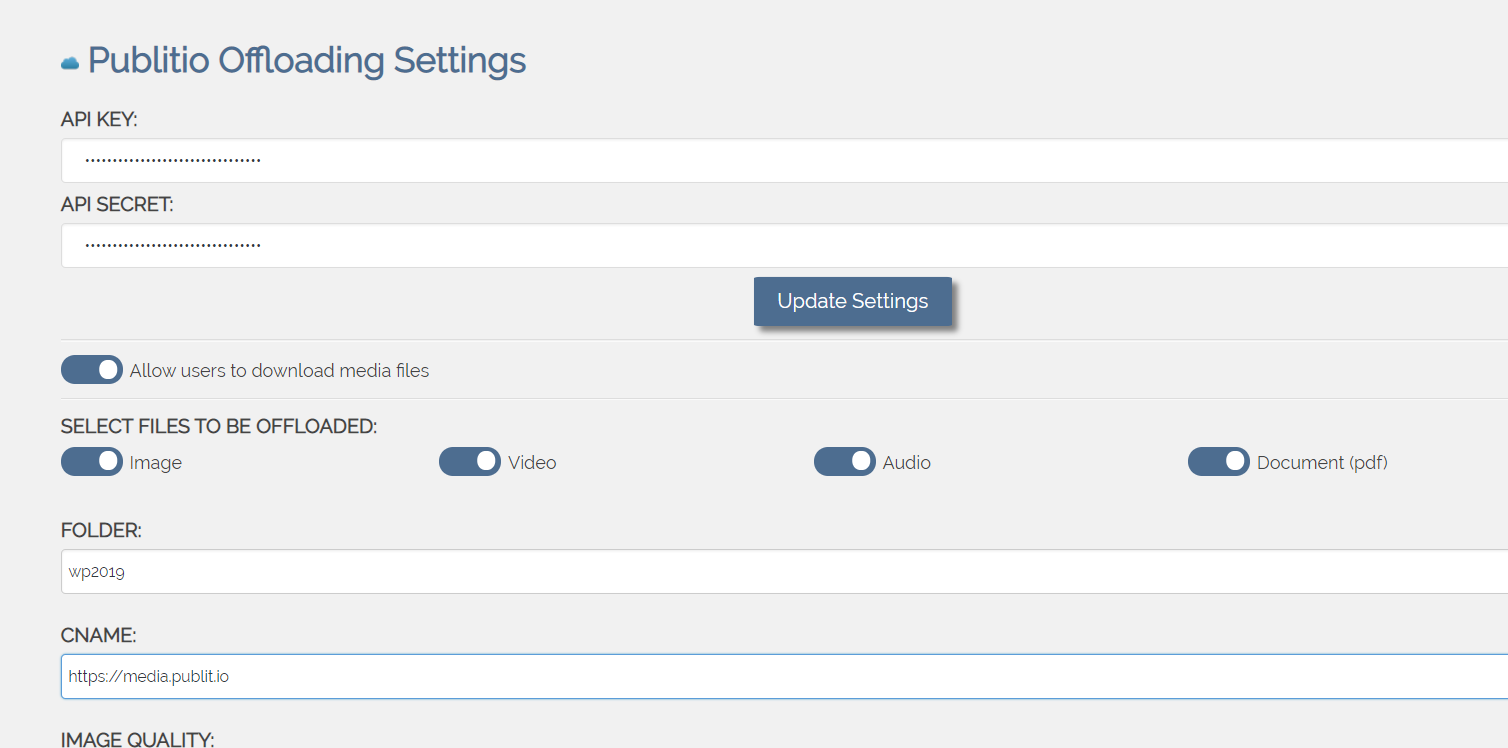 Publitio Offloading Settings
API KEY:
••••••••••••••••••••••••••••••••
API SECRET:
••••••••••••••••••••••••••••••••
Update Settings
Allow users to download media files
SELECT FILES TO BE OFFLOADED:
Image Video Audio Document (pdf)
FOLDER:
wp2019
CNAME:
https://media.publit.io
IMAGE QUALITY: